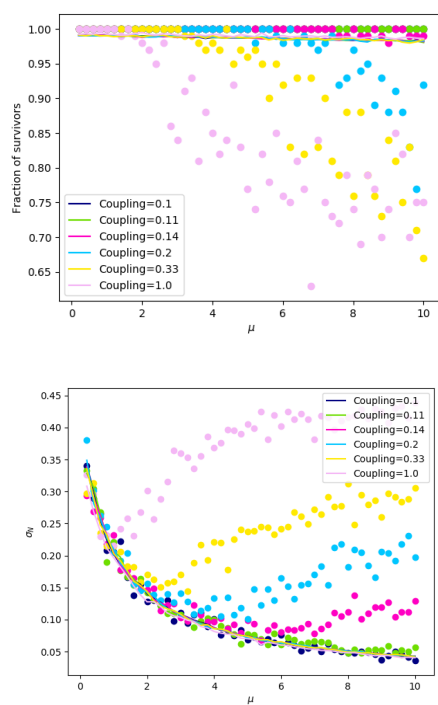 1.00
0.95
0.90
0.85
0.80
0.75
0.70
0.65
Fraction of survivors
Coupling=0.1
Coupling=0.11
Coupling=0.14
Coupling=0.2
Coupling=0.33
Coupling=1.0
0 2 4 6 8 10
μ
0.45
0.40
0.35
0.30
0.25
0.20
0.15
0.10
0.05
σN
Coupling=0.1
Coupling=0.11
Coupling=0.14
Coupling=0.2
Coupling=0.33
Coupling=1.0
0 2 4 6 8 10
μ